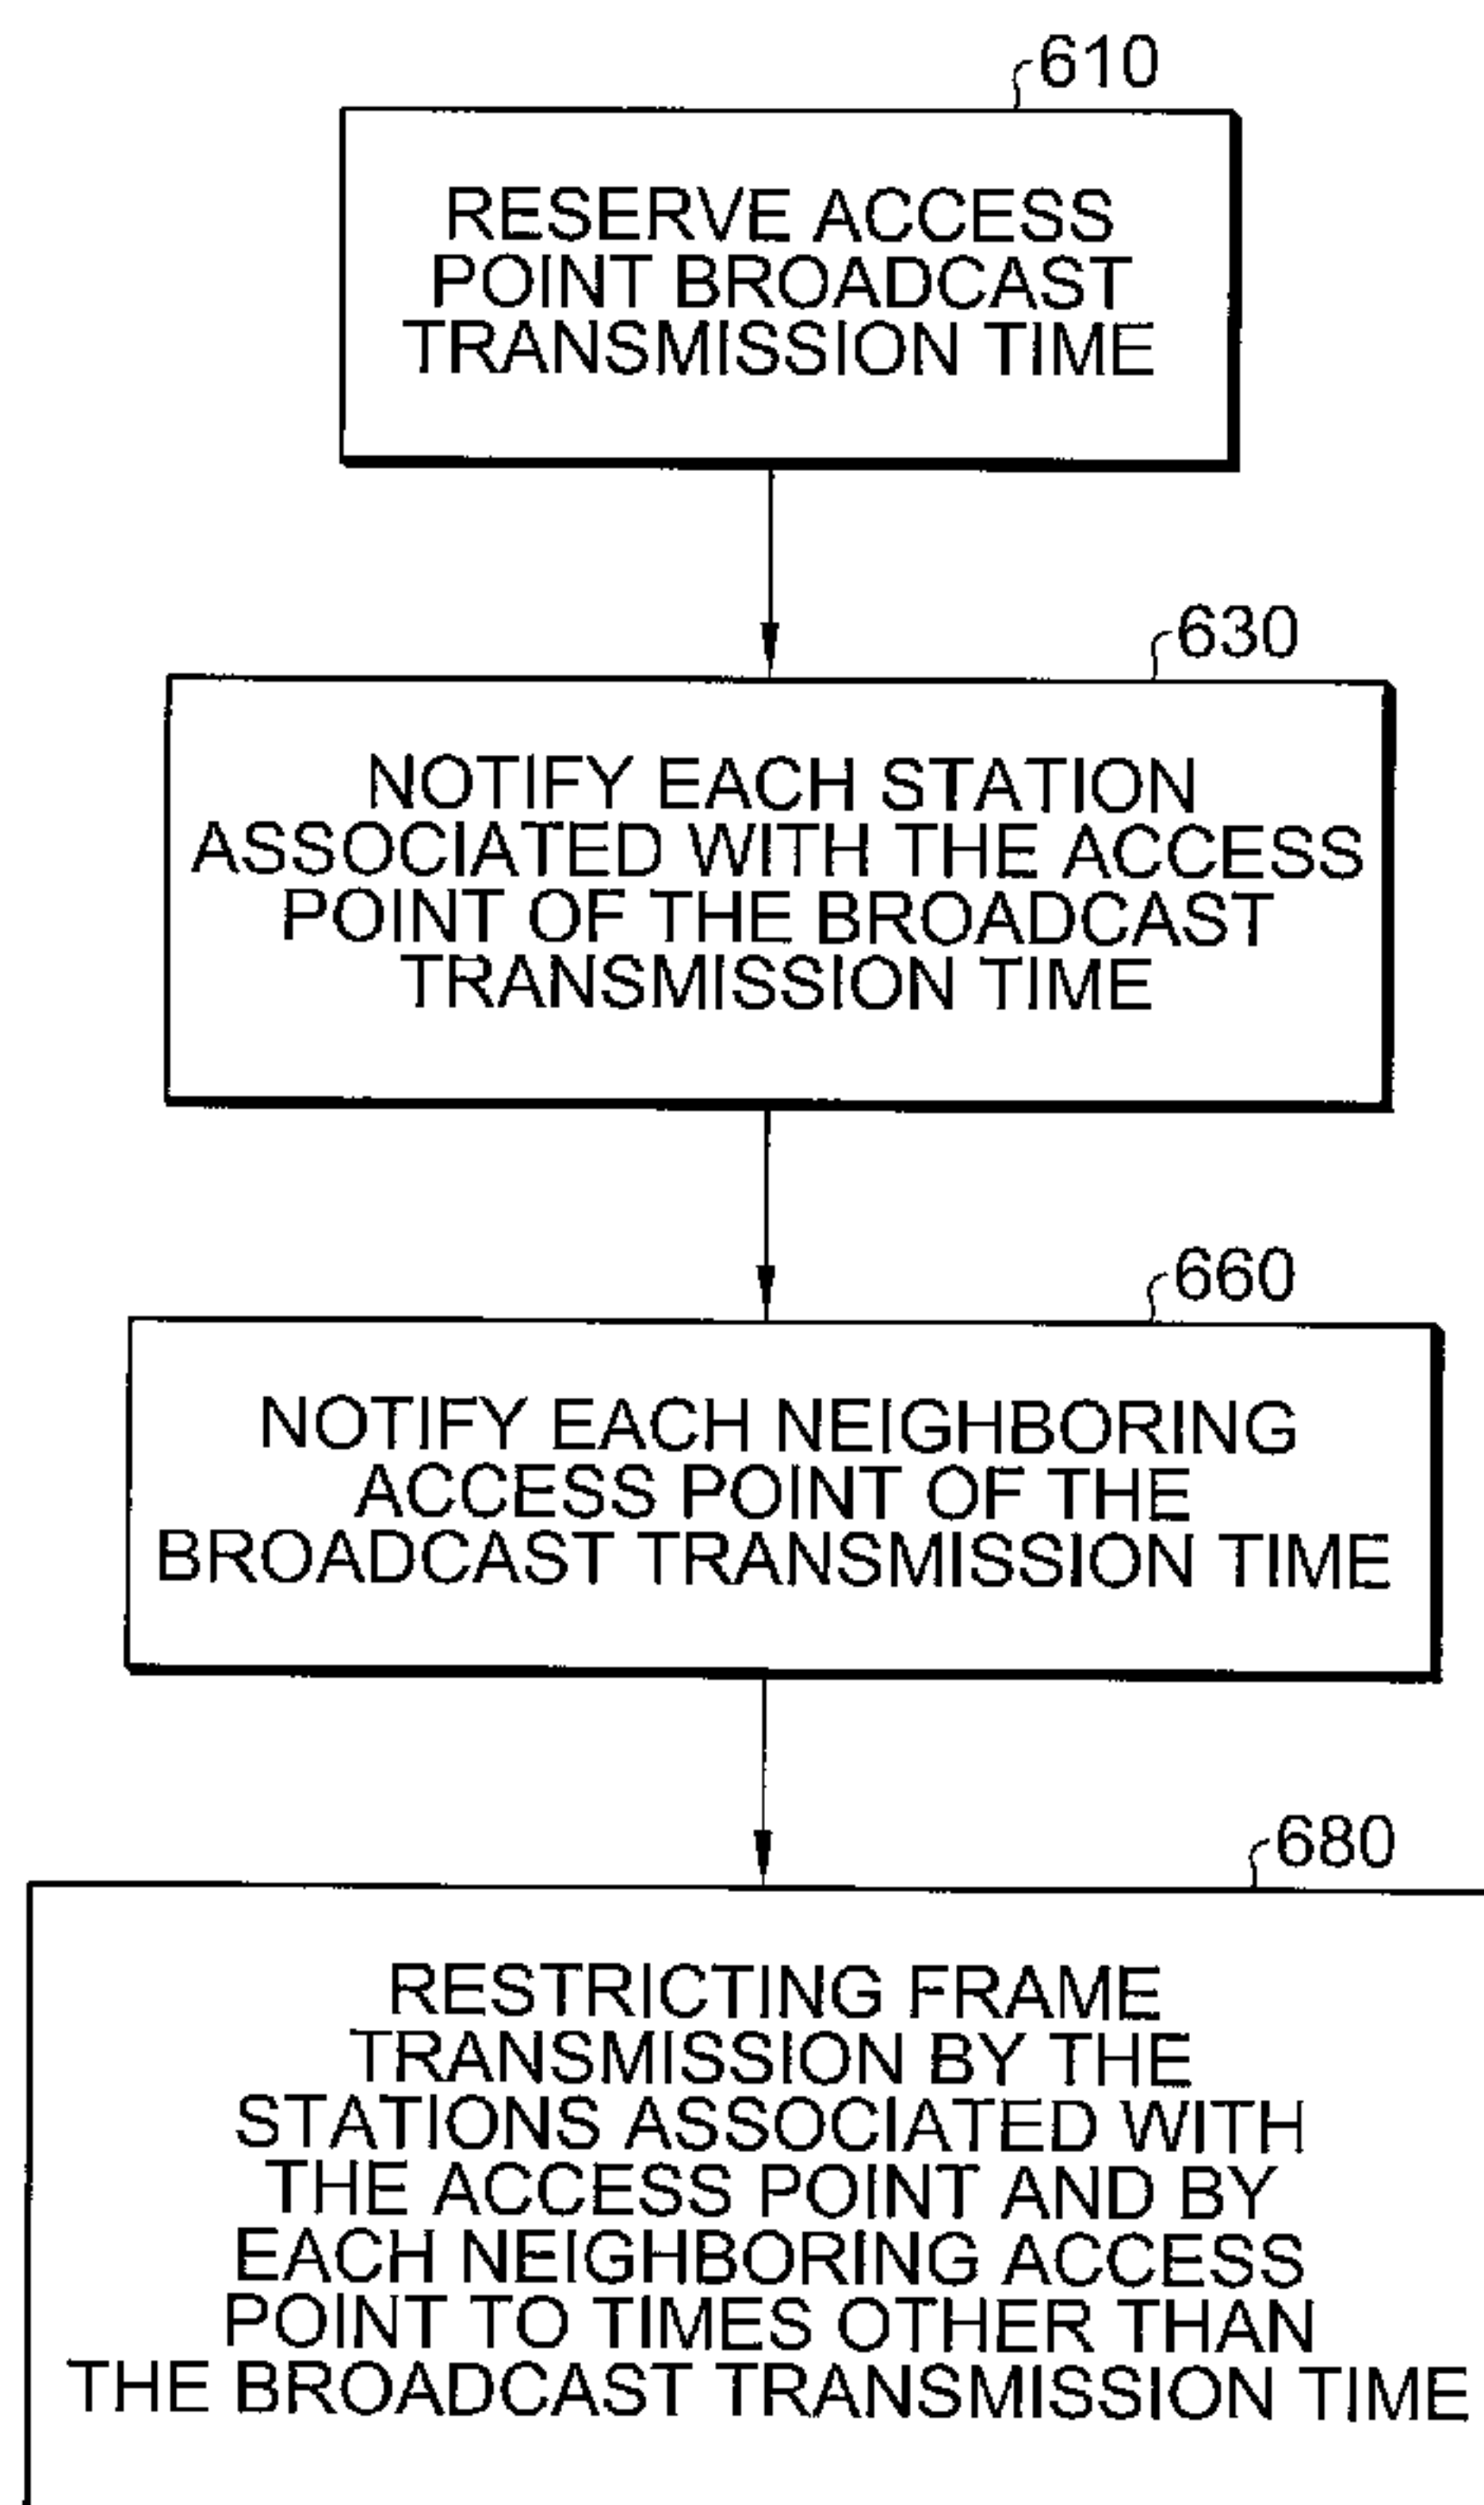 610
RESERVE ACCESS
POINT BROADCAST
TRANSMISSION TIME
630
NOTIFY EACH STATION
ASSOCIATED WITH THE ACCESS
POINT OF THE BROADCAST
TRANSMISSION TIME
660
NOTIFY EACH NEIGHBORING
ACCESS POINT OF THE
BROADCAST TRANSMISSION TIME
680
RESTRICTING FRAME
TRANSMISSION BY THE
STATIONS ASSOCIATED WITH
THE ACCESS POINT AND BY
EACH NEIGHBORING ACCESS
POINT TO TIMES OTHER THAN
THE BROADCAST TRANSMISSION TIME